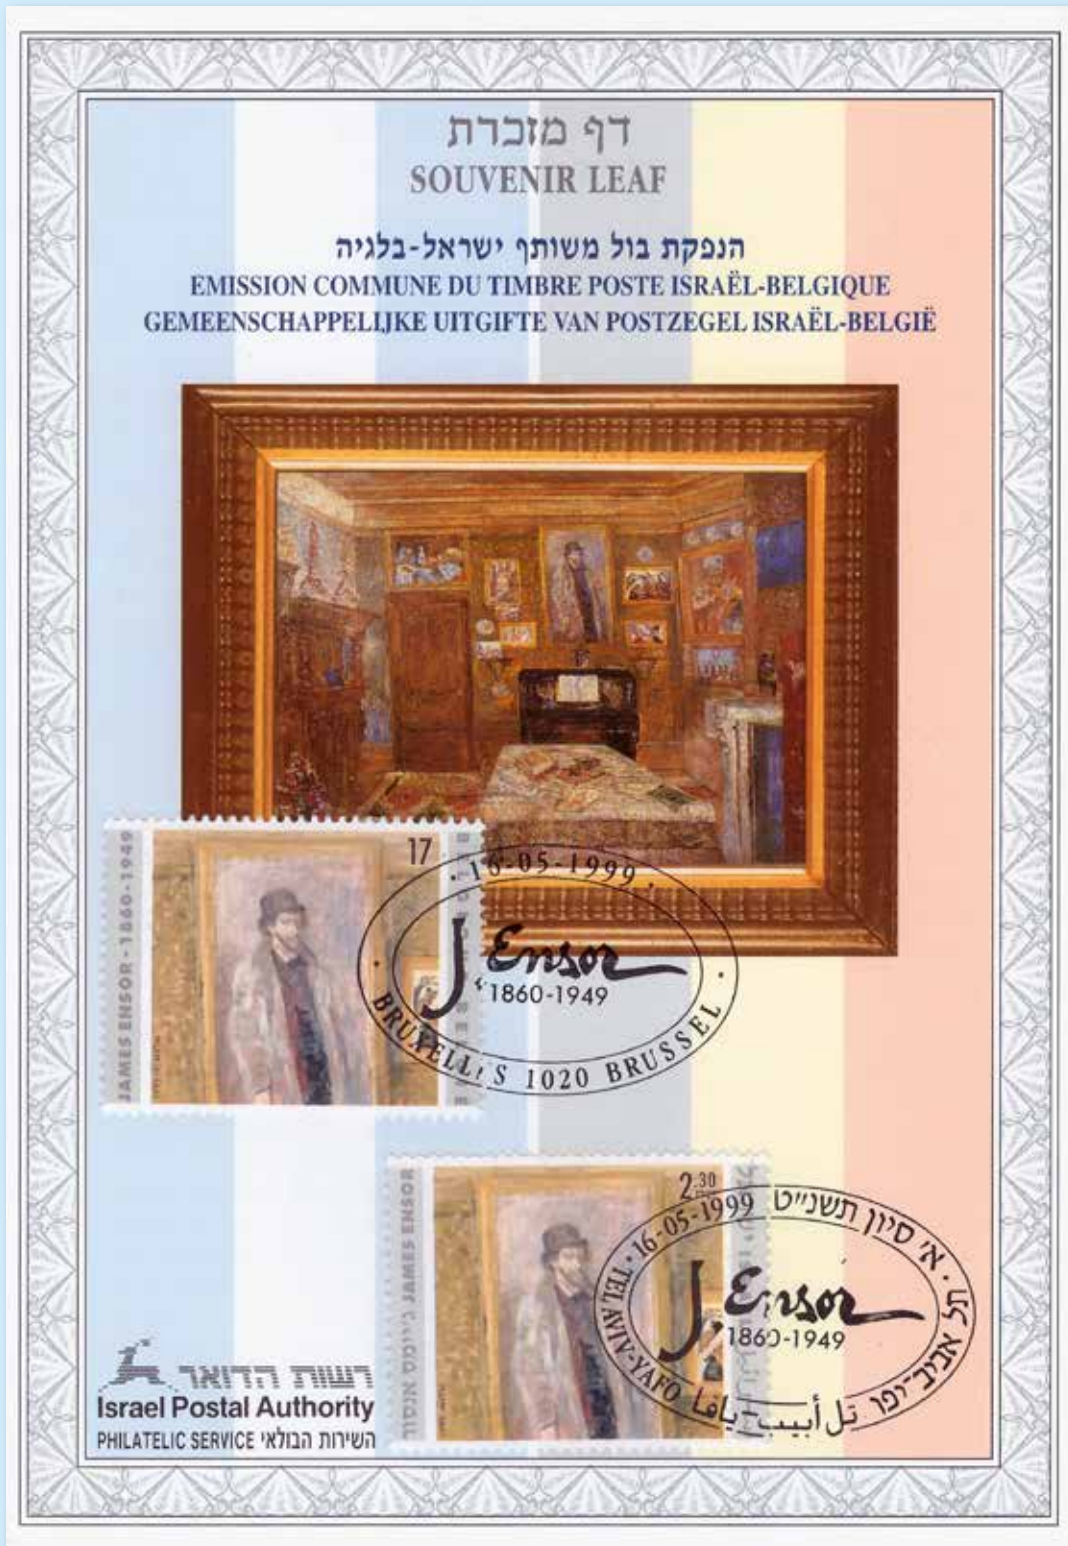 דף מזכרת
SOUVENIR LEAF
הנפקת בול משותף ישראל-בלגיה
EMISSION COMMUNE DU TIMBRE POSTE ISRAËL-BELGIQUE
GEMEENSCHAPPELIJKE UITGIFTE VAN POSTZEGEL ISRAËL-BELGIË
JAMES ENSOR - 1860-1949
17
· 16-05-1999 ·
J. Ensor
1860-1949
BRUXELLES 1020 BRUSSEL
ג'יימס אנסור JAMES ENSOR
2.30
TEL AVIV-YAFO · 16-05-1999 א' סיון תשנ"ט · תל אביב-יפו
تل أبيب - يافا
J. Ensor
1860-1949
רשות הדואר
Israel Postal Authority
PHILATELIC SERVICE השירות הבולאי